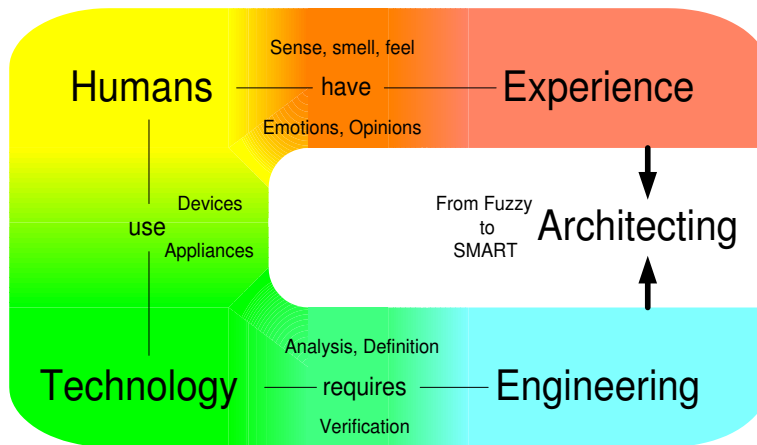 Sense, smell, feel
Humans have Experience
Emotions, Opinions
Devices
use
Appliances
From Fuzzy
to
SMART
Architecting
Analysis, Definition
Technology requires Engineering
Verification